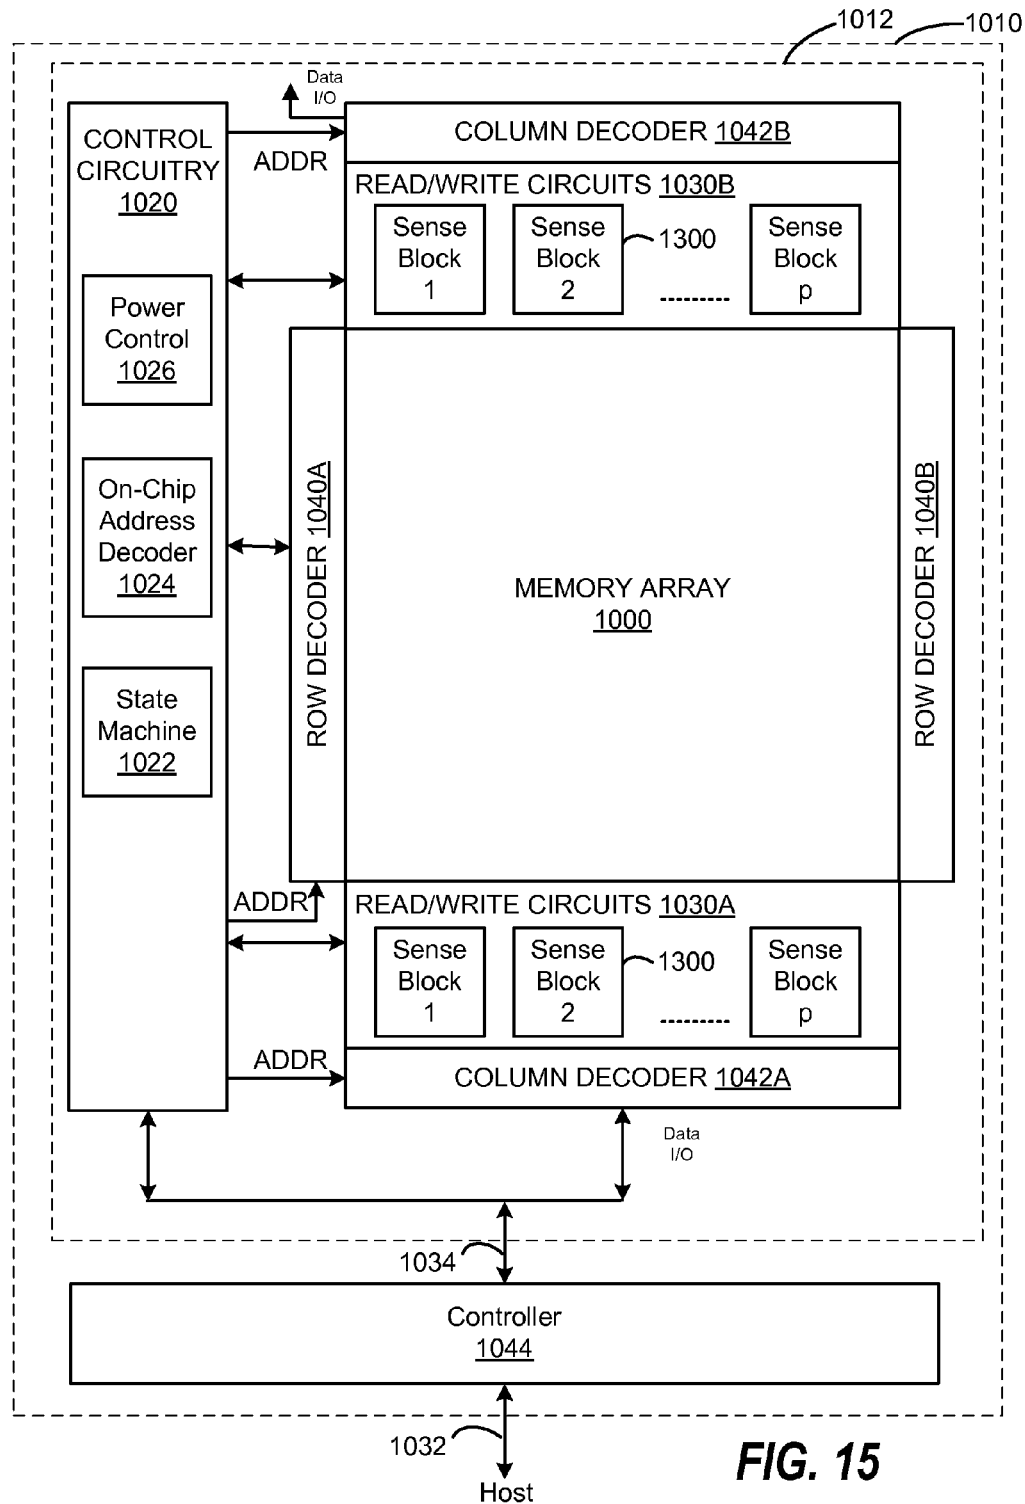 1012
1010
Data
I/O
CONTROL
CIRCUITRY
1020
ADDR
COLUMN DECODER 1042B
READ/WRITE CIRCUITS 1030B
Sense
Block
1
Sense
Block
2
1300
.........
Sense
Block
p
Power
Control
1026
On-Chip
Address
Decoder
1024
State
Machine
1022
ROW DECODER 1040A
MEMORY ARRAY
1000
ROW DECODER 1040B
ADDR
READ/WRITE CIRCUITS 1030A
Sense
Block
1
Sense
Block
2
1300
.........
Sense
Block
p
ADDR
COLUMN DECODER 1042A
Data
I/O
1034
Controller
1044
1032
Host
FIG. 15